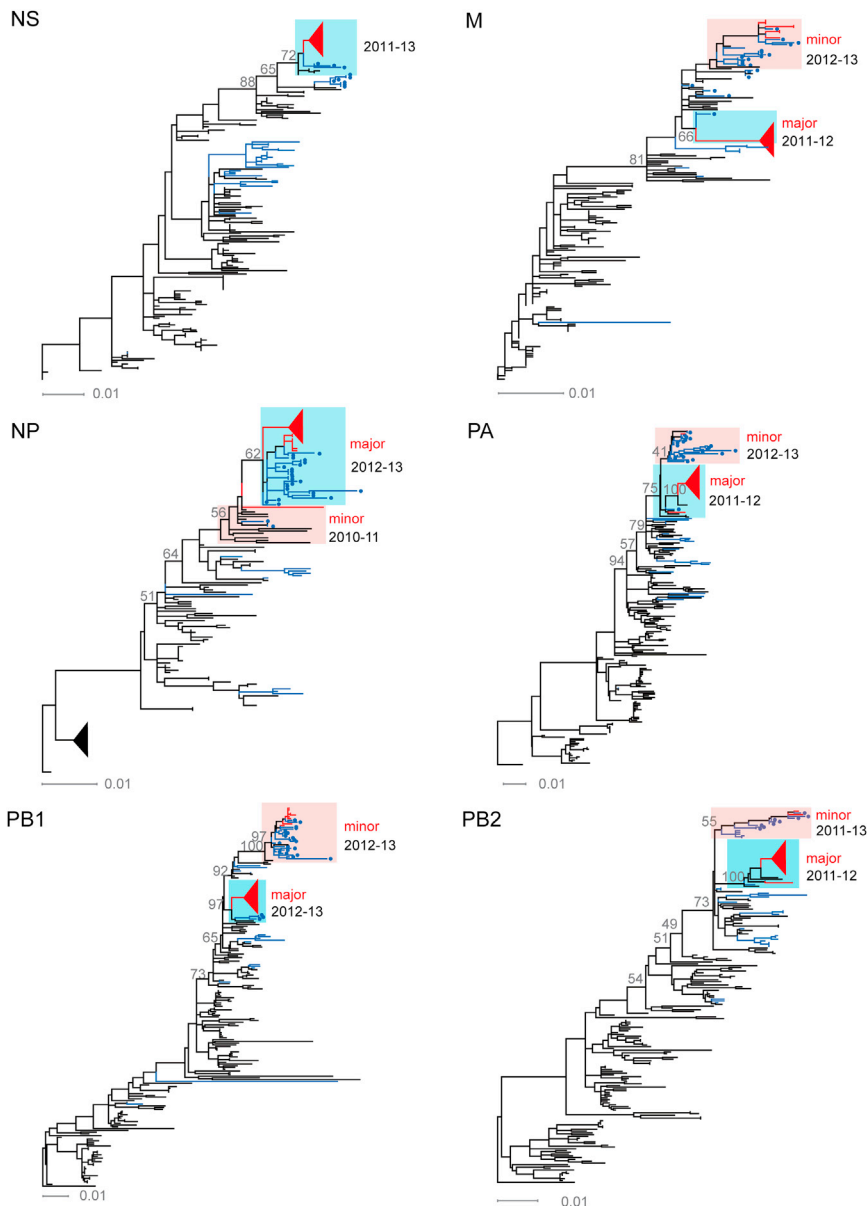 NS
72
2011-13
65
88
0.01
M
minor
2012-13
major
66
2011-12
81
0.01
NP
major
62
2012-13
56
minor
2010-11
64
51
0.01
PA
minor
41
2012-13
major
75
100
2011-12
79
57
94
0.01
PB1
97
minor
100
2012-13
92
major
97
2012-13
65
73
0.01
PB2
55
minor
2011-13
major
100
2011-12
73
49
51
54
0.01